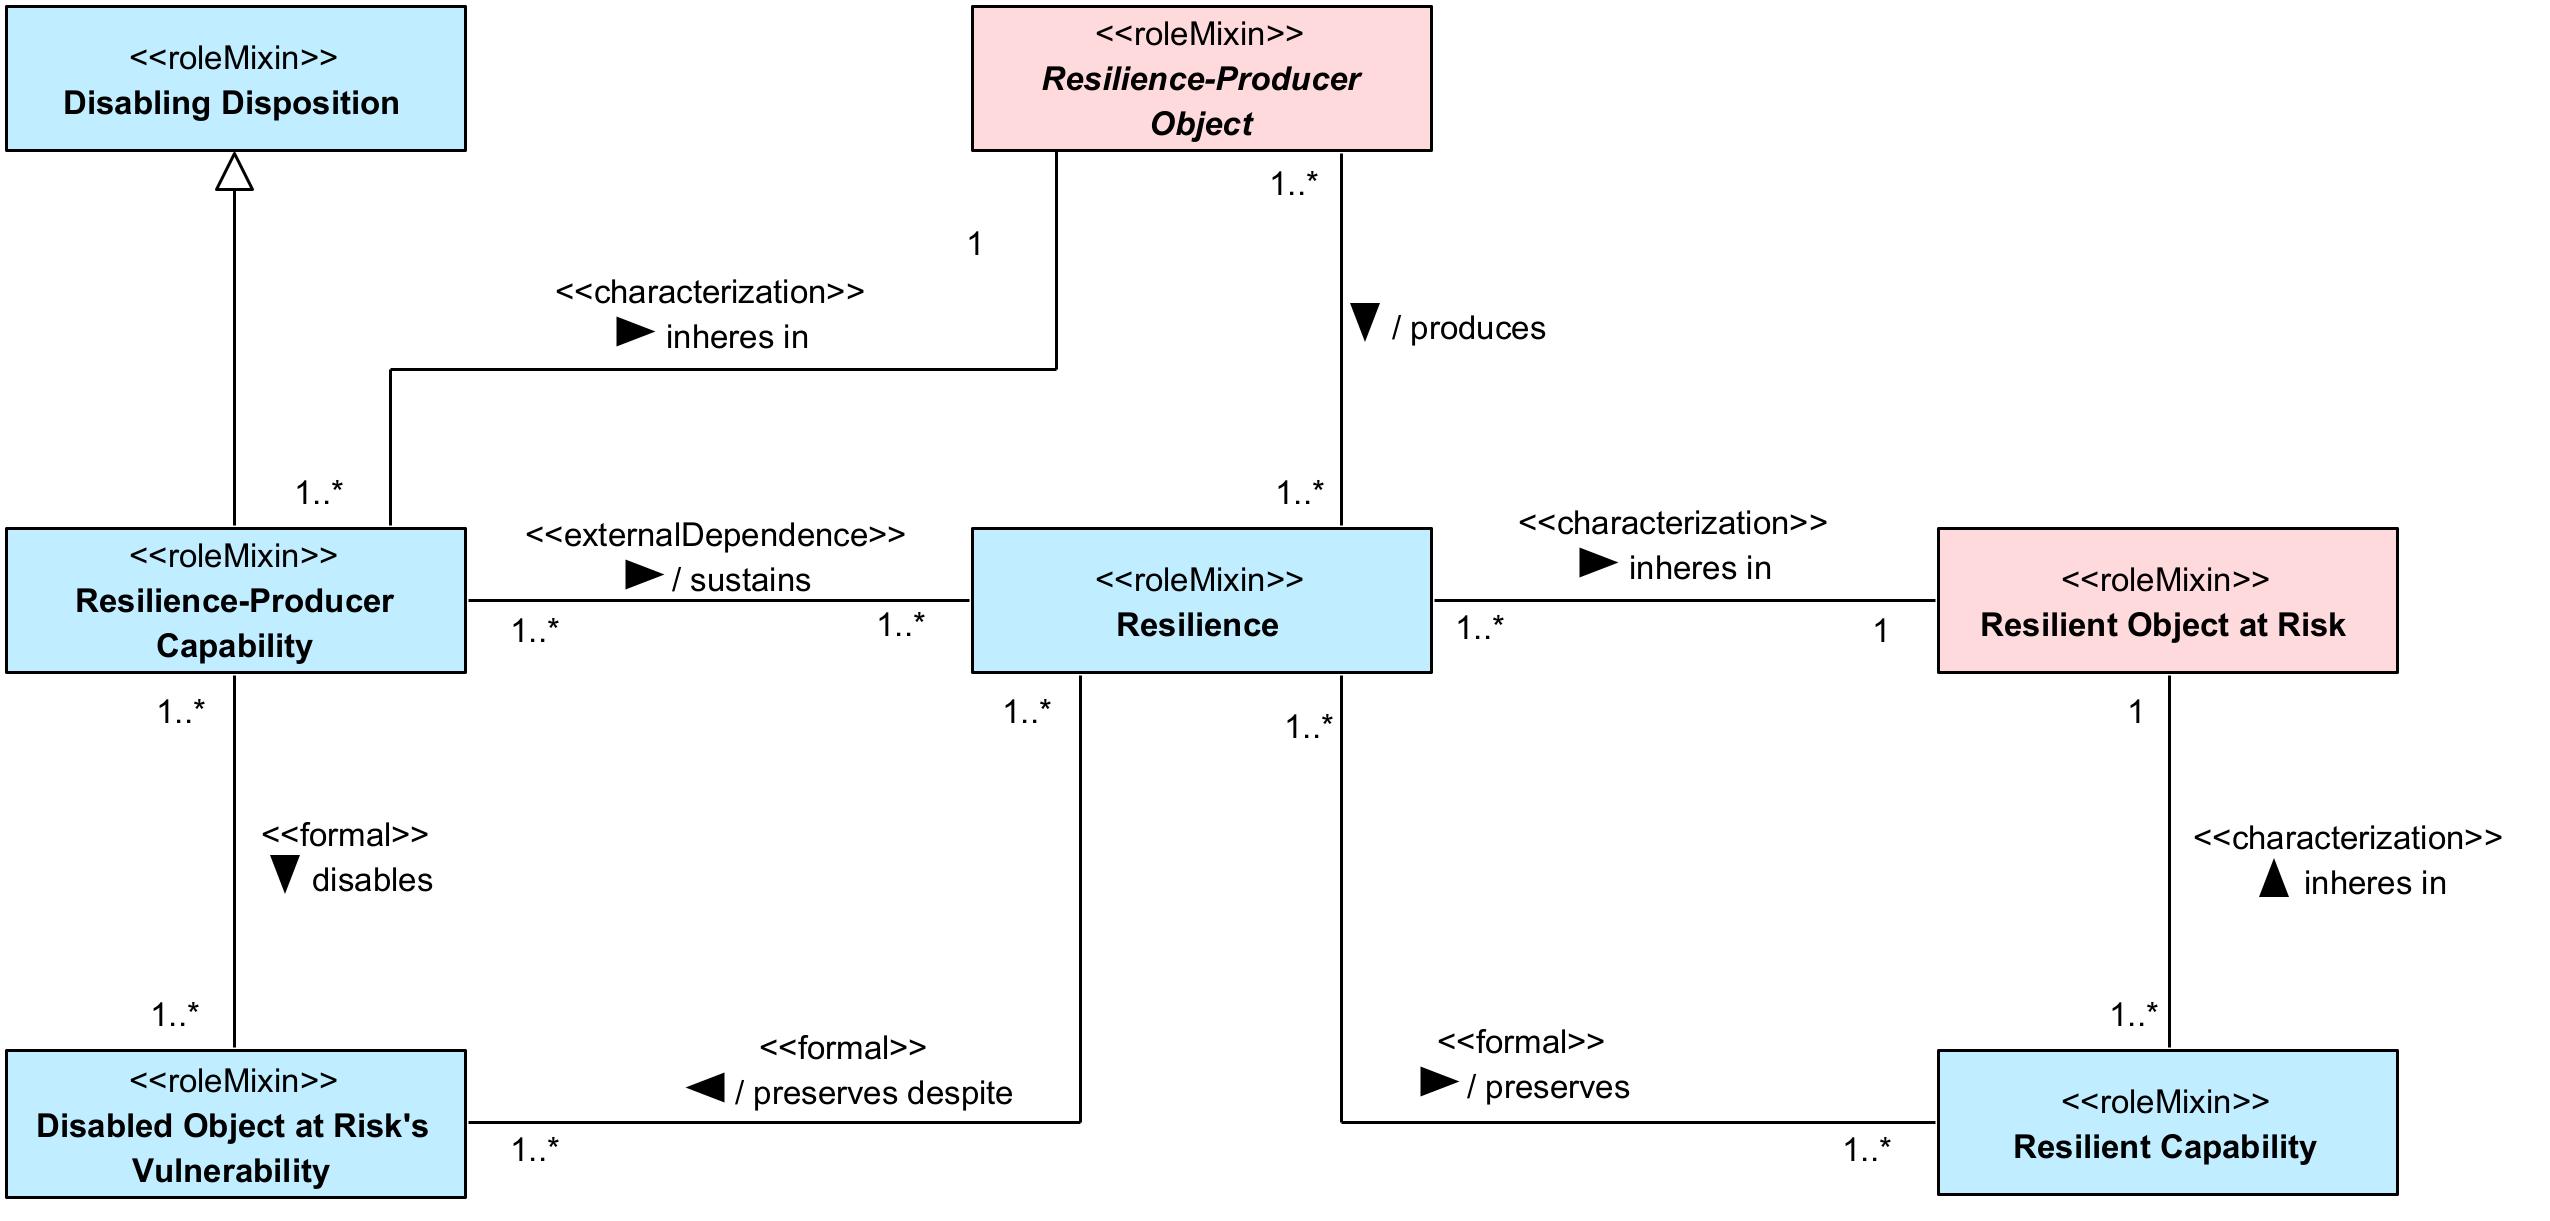 <<roleMixin>>
Disabling Disposition
<<roleMixin>>
Resilience-Producer
Object
1..*
1
<<characterization>>
inheres in
/ produces
1..*
1..*
<<roleMixin>>
Resilience-Producer
Capability
<<externalDependence>>
/ sustains
1..*
1..*
<<roleMixin>>
Resilience
<<characterization>>
inheres in
1..*
1
<<roleMixin>>
Resilient Object at Risk
1..*
1..*
1..*
1
<<formal>>
disables
<<characterization>>
inheres in
1..*
1..*
<<formal>>
/ preserves despite
1..*
<<formal>>
/ preserves
1..*
<<roleMixin>>
Disabled Object at Risk's
Vulnerability
<<roleMixin>>
Resilient Capability